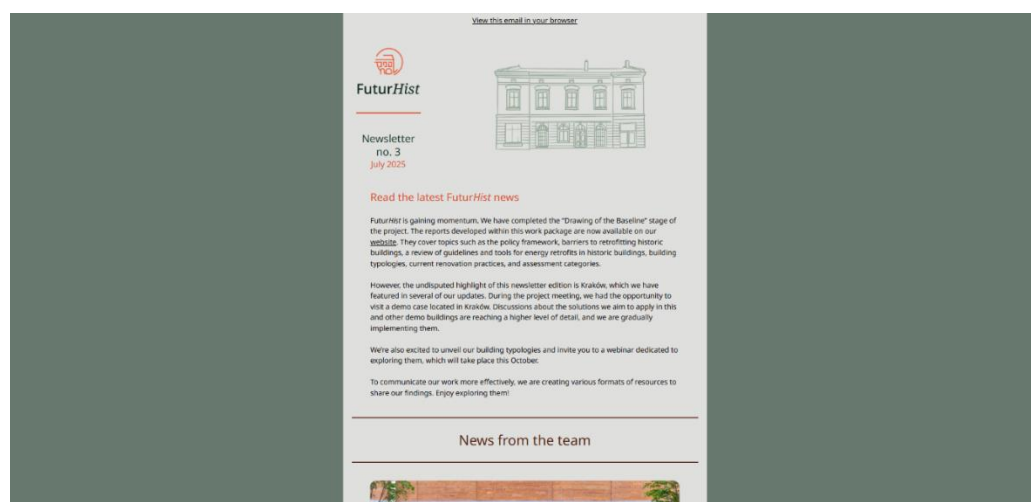 View this email in your browser
FuturHist
Newsletter
no. 3
July 2025
Read the latest FuturHist news
FuturHist is gaining momentum. We have completed the "Drawing of the Baseline" stage of
the project. The reports developed within this work package are now available on our
website. They cover topics such as the policy framework, barriers to retrofitting historic
buildings, a review of guidelines and tools for energy retrofits in historic buildings, building
typologies, current renovation practices, and assessment categories.
However, the undisputed highlight of this newsletter edition is Kraków, which we have
featured in several of our updates. During the project meeting, we had the opportunity to
visit a demo case located in Kraków. Discussions about the solutions we aim to apply in this
and other demo buildings are reaching a higher level of detail, and we are gradually
implementing them.
We're also excited to unveil our building typologies and invite you to a webinar dedicated to
exploring them, which will take place this October.
To communicate our work more effectively, we are creating various formats of resources to
share our findings. Enjoy exploring them!
News from the team